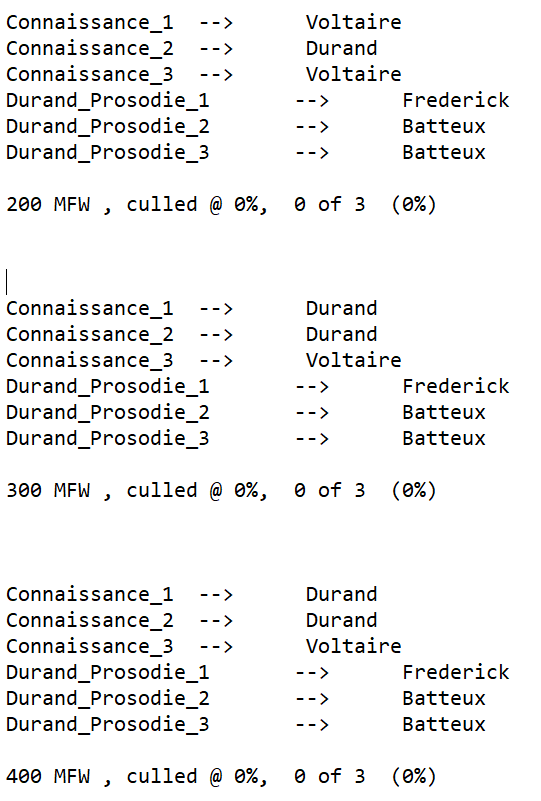 Connaissance_1 --> Voltaire
Connaissance_2 --> Durand
Connaissance_3 --> Voltaire
Durand_Prosodie_1 --> Frederick
Durand_Prosodie_2 --> Batteux
Durand_Prosodie_3 --> Batteux
200 MFW , culled @ 0%, 0 of 3 (0%)
Connaissance_1 --> Durand
Connaissance_2 --> Durand
Connaissance_3 --> Voltaire
Durand_Prosodie_1 --> Frederick
Durand_Prosodie_2 --> Batteux
Durand_Prosodie_3 --> Batteux
300 MFW , culled @ 0%, 0 of 3 (0%)
Connaissance_1 --> Durand
Connaissance_2 --> Durand
Connaissance_3 --> Voltaire
Durand_Prosodie_1 --> Frederick
Durand_Prosodie_2 --> Batteux
Durand_Prosodie_3 --> Batteux
400 MFW , culled @ 0%, 0 of 3 (0%)